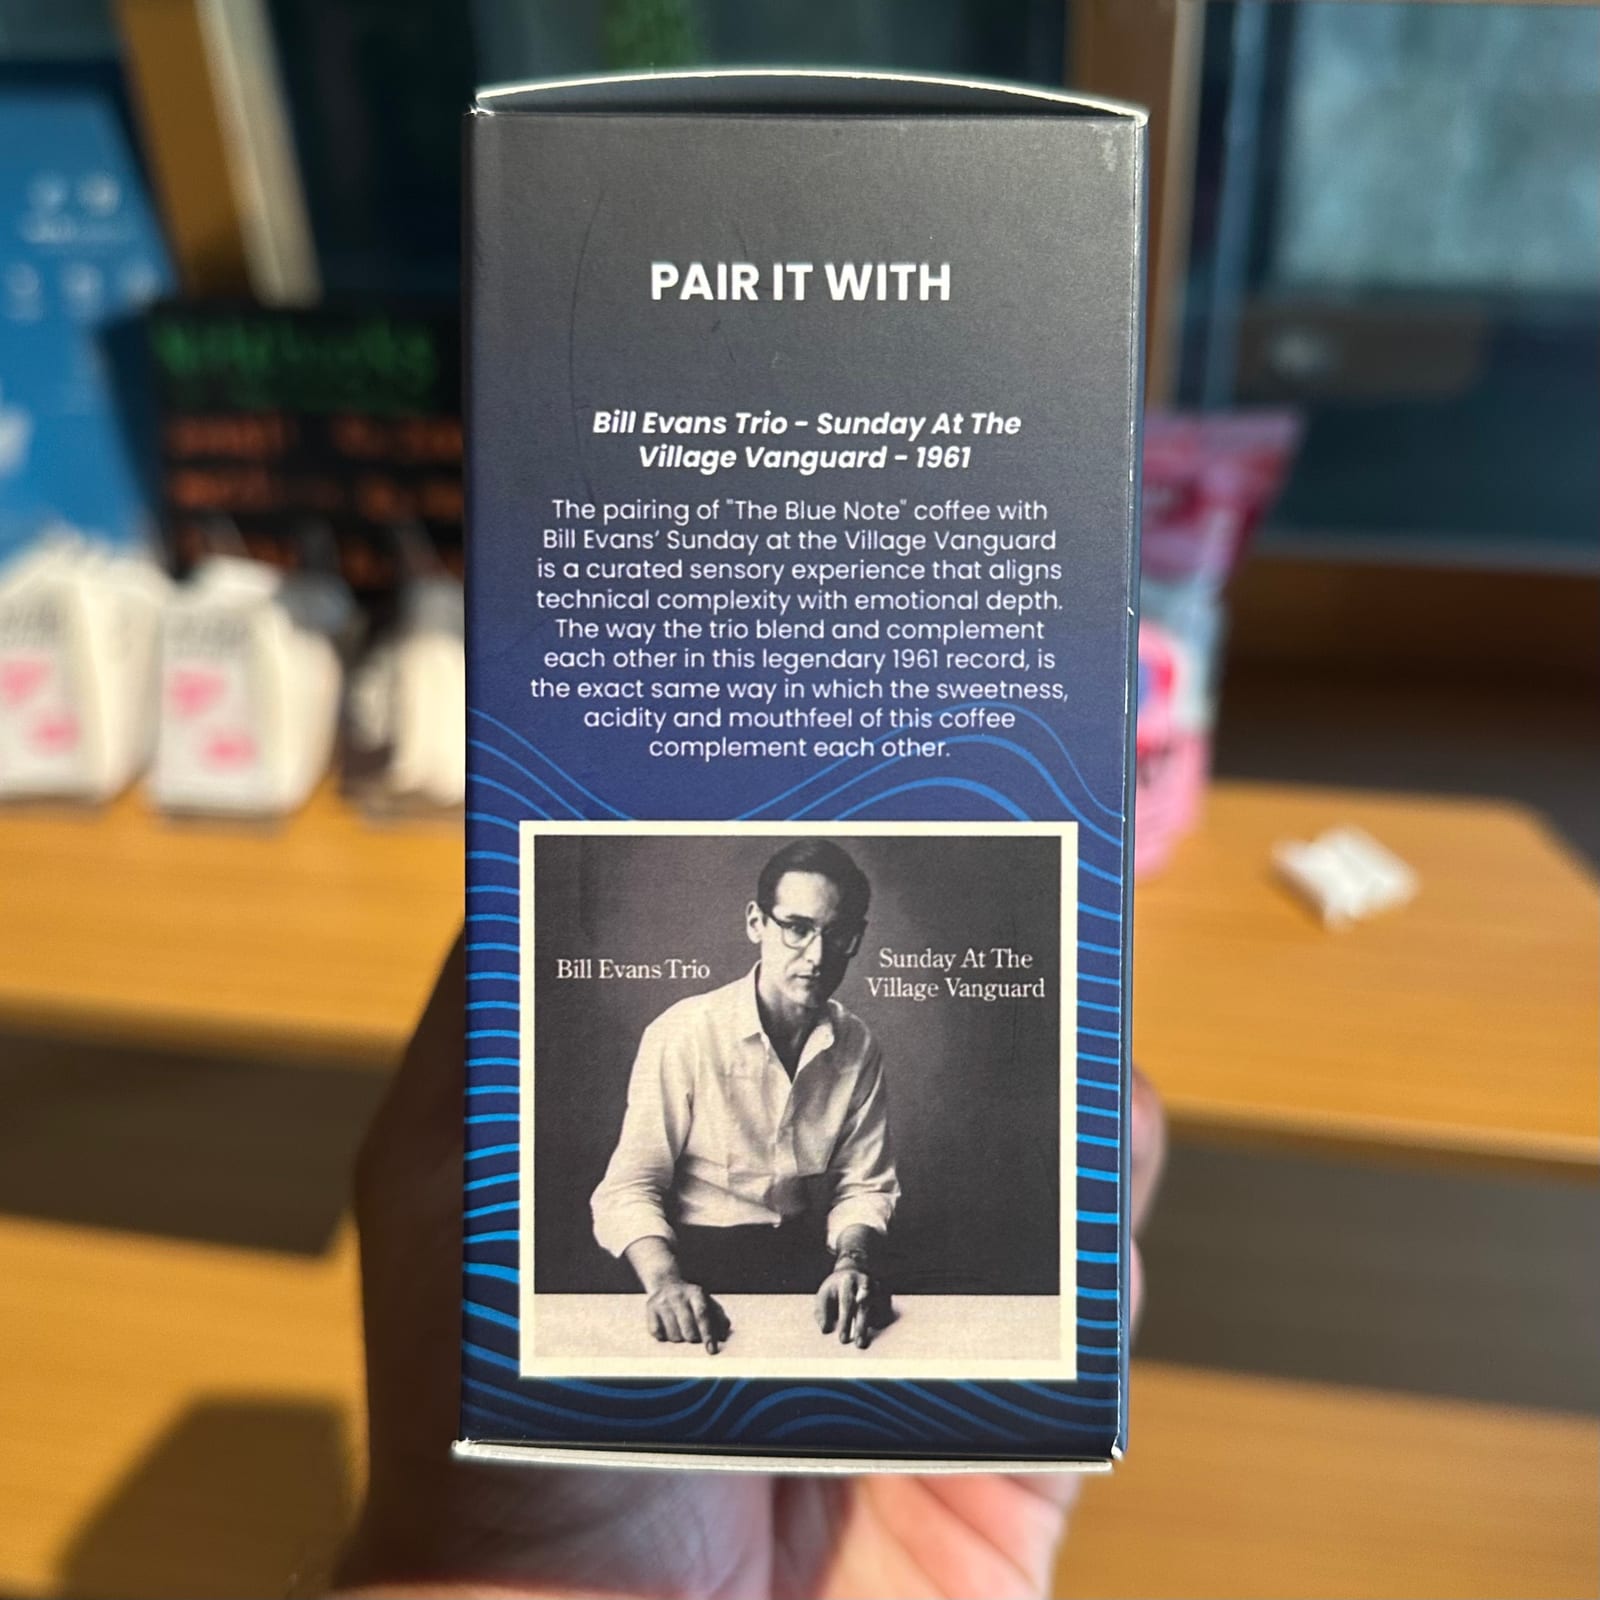 PAIR IT WITH
Bill Evans Trio - Sunday At The
Village Vanguard - 1961
The pairing of "The Blue Note" coffee with
Bill Evans' Sunday at the Village Vanguard
is a curated sensory experience that aligns
technical complexity with emotional depth.
The way the trio blend and complement
each other in this legendary 1961 record, is
the exact same way in which the sweetness,
acidity and mouthfeel of this coffee
complement each other.
Bill Evans Trio
Sunday At The
Village Vanguard